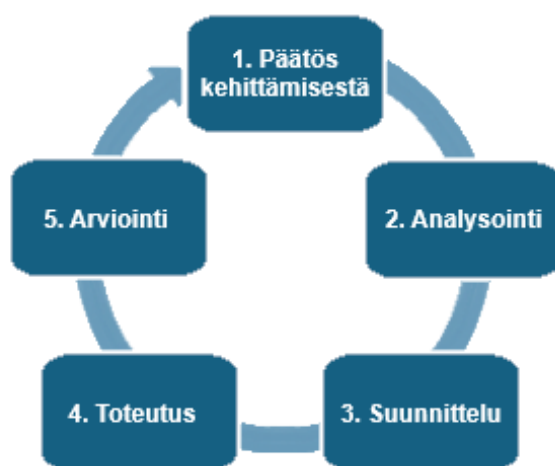 1. Päätös
kehittämisestä
2. Analysointi
3. Suunnittelu
4. Toteutus
5. Arviointi